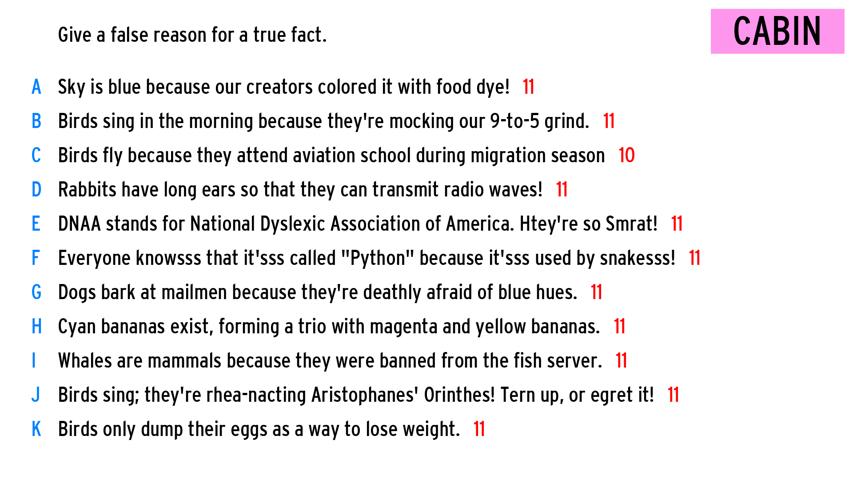 Give a false reason for a true fact.
CABIN
A Sky is blue because our creators colored it with food dye! 11
B Birds sing in the morning because they're mocking our 9-to-5 grind. 11
C Birds fly because they attend aviation school during migration season 10
D Rabbits have long ears so that they can transmit radio waves! 11
E DNAA stands for National Dyslexic Association of America. Htey're so Smrat! 11
F Everyone knowsss that it'sss called "Python" because it'sss used by snakesss! 11
G Dogs bark at mailmen because they're deathly afraid of blue hues. 11
H Cyan bananas exist, forming a trio with magenta and yellow bananas. 11
I Whales are mammals because they were banned from the fish server. 11
J Birds sing; they're rhea-nacting Aristophanes' Orinthes! Tern up, or egret it! 11
K Birds only dump their eggs as a way to lose weight. 11